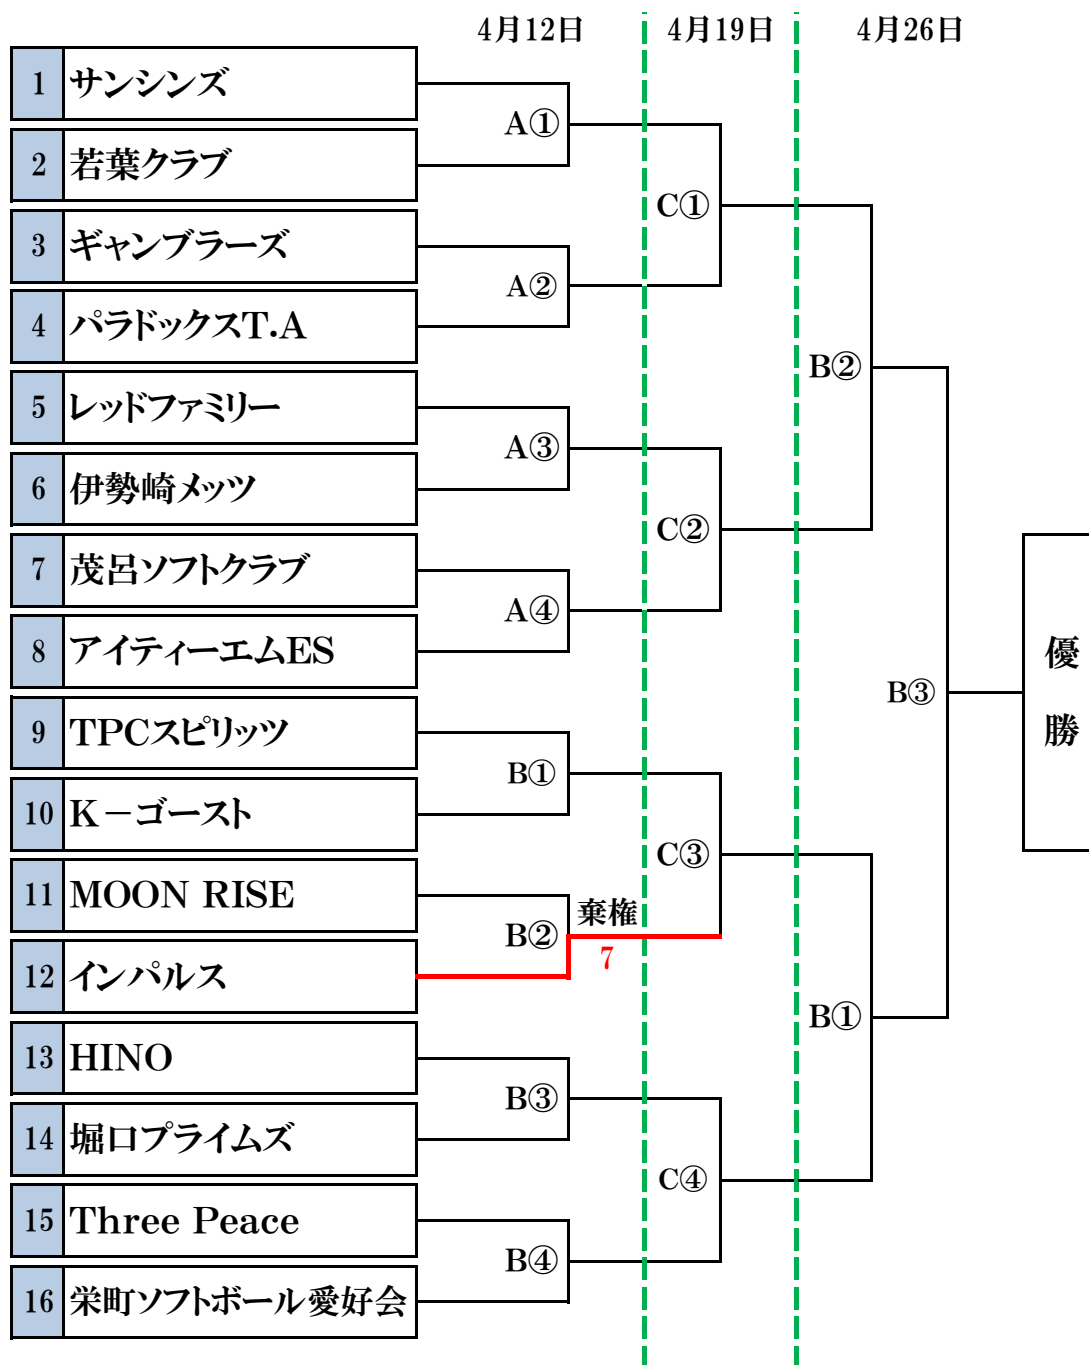 4月12日 4月19日 4月26日
1 サンシンズ
A①
2 若葉クラブ
C①
3 ギャンブラーズ
A②
4 パラドックスT.A
B②
5 レッドファミリー
A③
6 伊勢崎メッツ
C②
7 茂呂ソフトクラブ
A④
8 アイティーエムES
優勝
B③
9 TPCスピリッツ
B①
10 K－ゴースト
C③
11 MOON RISE
棄権
B②
7
12 インパルス
B①
13 HINO
B③
14 堀口プライムズ
C④
15 Three Peace
B④
16 栄町ソフトボール愛好会